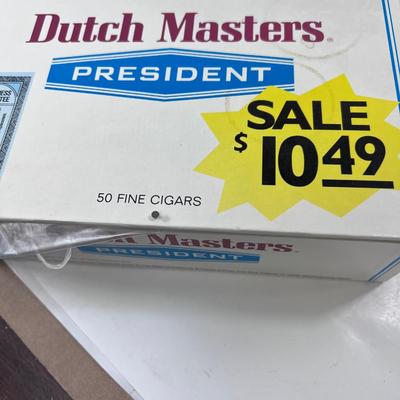 Dutch Masters®
PRESIDENT
SALE
$10.49
50 FINE CIGARS
Masters
PRESIDENT